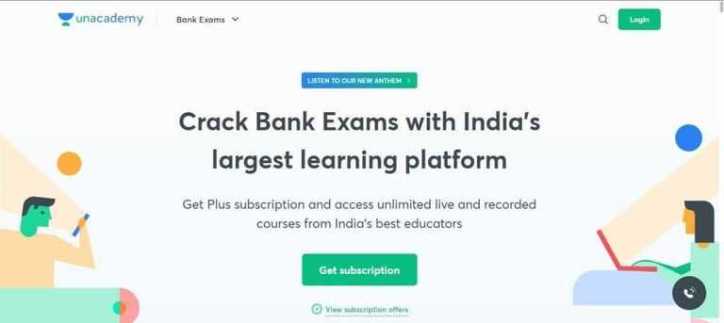 unacademy
Bank Exams
Login
LISTEN TO OUR NEW ANTHEM
Crack Bank Exams with India's
largest learning platform
Get Plus subscription and access unlimited live and recorded
courses from India's best educators
Get subscription
View subscription offers